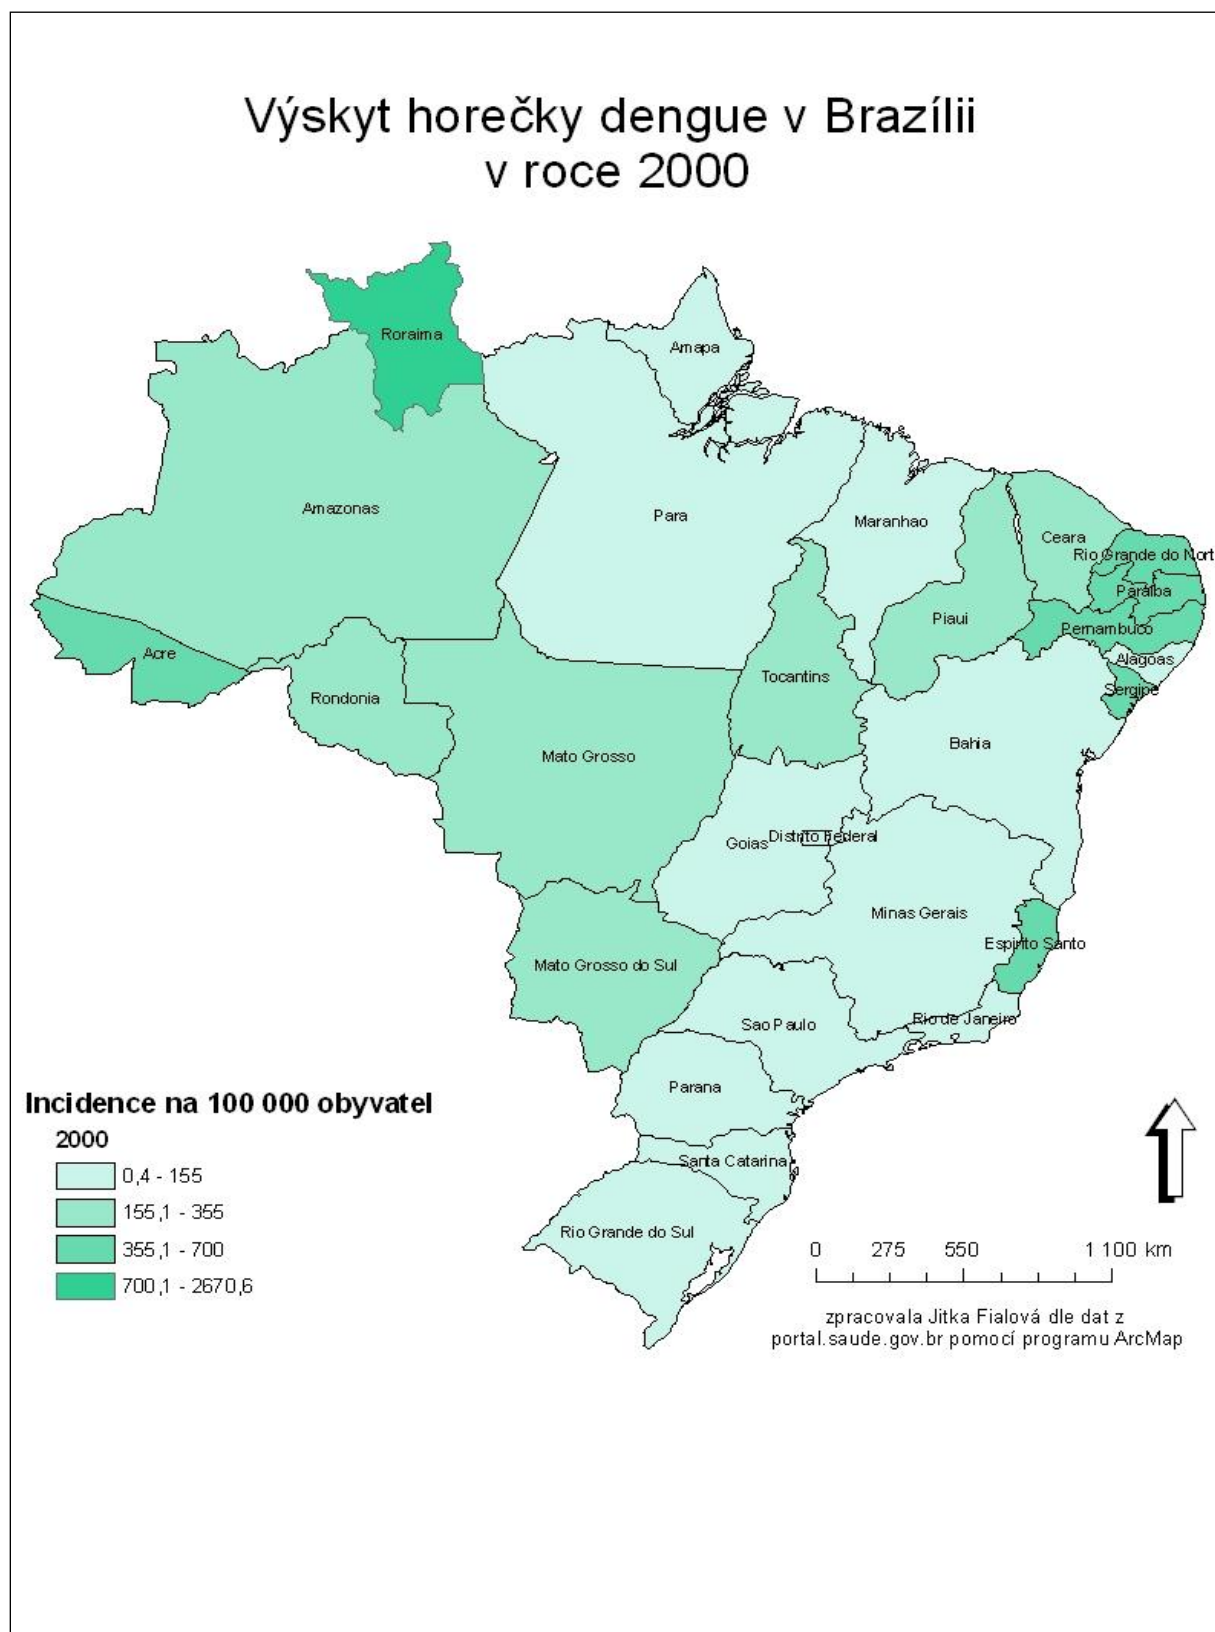 Výskyt horečky dengue v Brazílii
v roce 2000
Roraima
Amapa
Amazonas
Para
Maranhao
Ceara
Rio Grande do Nort
Paraiba
Piaui
Pernambuco
Acre
Alagoas
Rondonia
Tocantins
Sergipe
Bahia
Mato Grosso
Distrito Federal
Goias
Minas Gerais
Espirito Santo
Mato Grosso do Sul
Rio de Janeiro
Sao Paulo
Parana
Santa Catarina
Rio Grande do Sul
Incidence na 100 000 obyvatel
2000
0,4 - 155
155,1 - 355
355,1 - 700
700,1 - 2670,6
0 275 550 1 100 km
zpracovala Jitka Fialová dle dat z
portal.saude.gov.br pomocí programu ArcMap